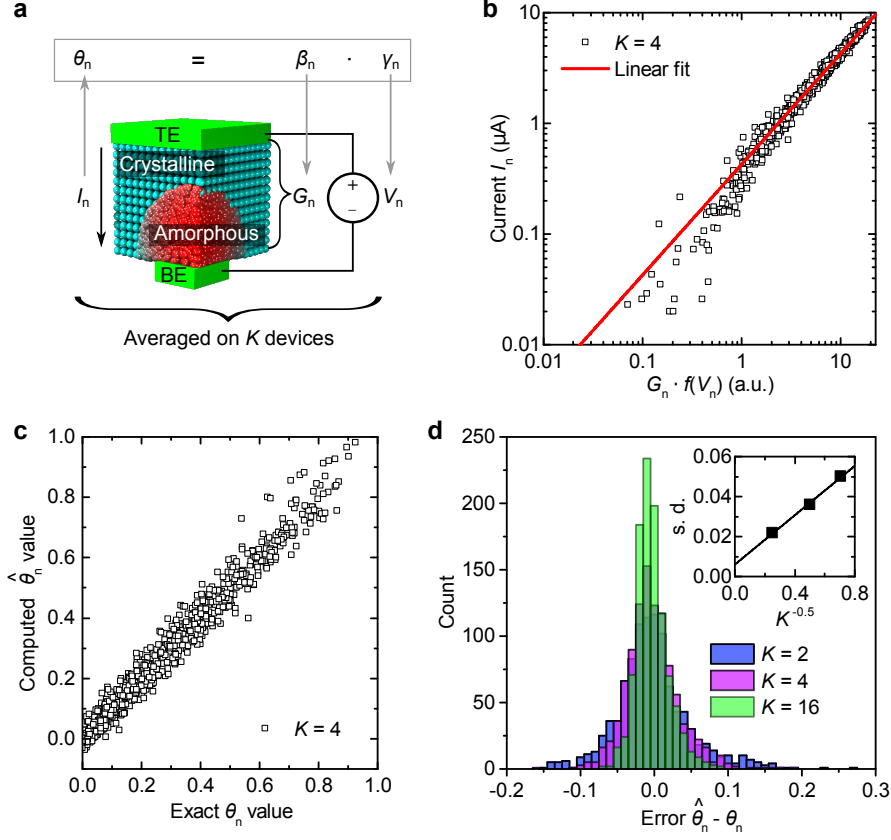 a
θn = βn · γn
TE
Crystalline
In
Gn
+
−
Vn
Amorphous
BE
Averaged on K devices
b
10
1
0.1
0.01
Current In (µA)
K = 4
Linear fit
0.01 0.1 1 10
Gn · f(Vn) (a.u.)
c
1.0
0.8
0.6
0.4
0.2
0.0
Computed θ̂n value
K = 4
0.0 0.2 0.4 0.6 0.8 1.0
Exact θn value
d
250
200
150
100
50
0
Count
0.06
0.04
0.02
0.00
s. d.
0.0 0.4 0.8
K-0.5
K = 2
K = 4
K = 16
-0.2 -0.1 0.0 0.1 0.2 0.3
Error θ̂n - θn